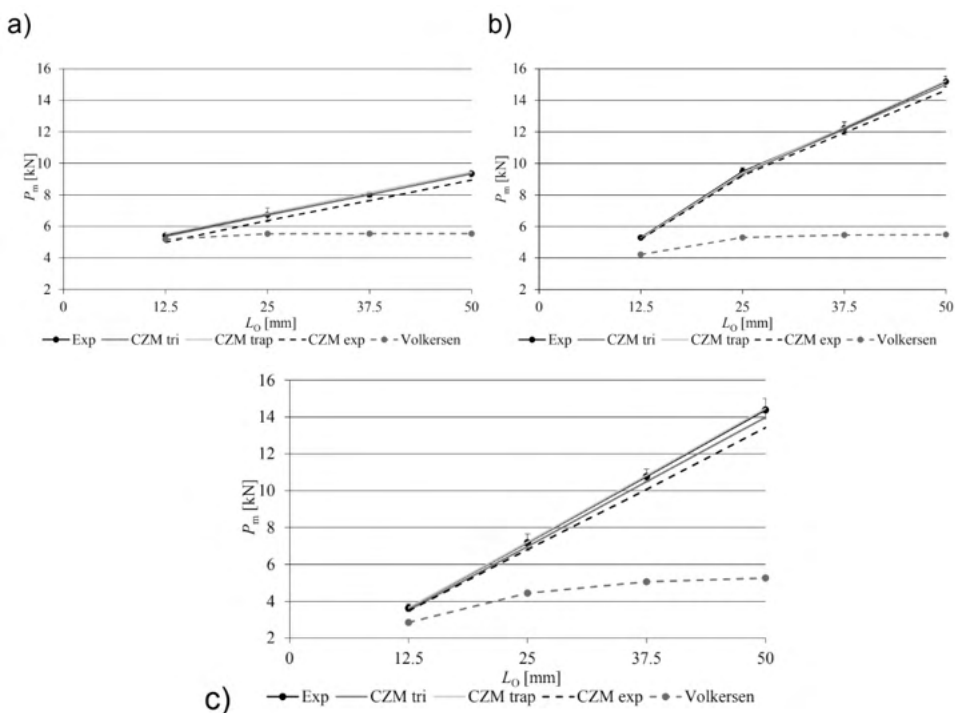 a)
16
14
12
10
8
6
4
2
Pm [kN]
0 12.5 25 37.5 50
LO [mm]
Exp CZM tri CZM trap CZM exp Volkersen
b)
16
14
12
10
8
6
4
2
Pm [kN]
0 12.5 25 37.5 50
LO [mm]
Exp CZM tri CZM trap CZM exp Volkersen
16
14
12
10
8
6
4
2
Pm [kN]
0 12.5 25 37.5 50
LO [mm]
c) Exp CZM tri CZM trap CZM exp Volkersen